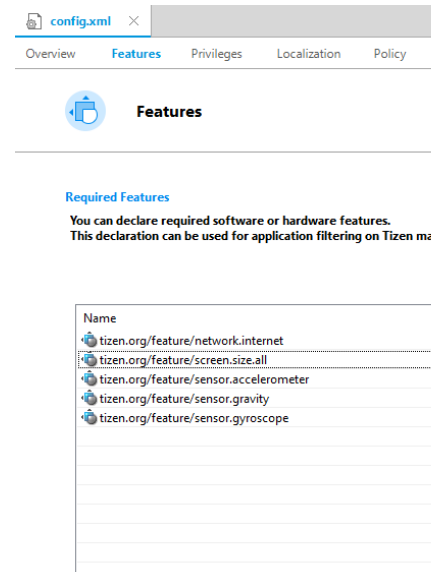 config.xml
Overview Features Privileges Localization Policy
Features
Required Features
You can declare required software or hardware features.
This declaration can be used for application filtering on Tizen ma
Name
tizen.org/feature/network.internet
tizen.org/feature/screen.size.all
tizen.org/feature/sensor.accelerometer
tizen.org/feature/sensor.gravity
tizen.org/feature/sensor.gyroscope